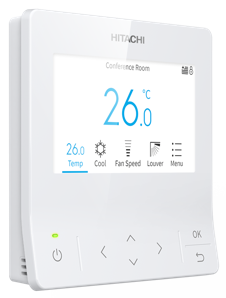 HITACHI
Conference Room
26.0 °C
26.0
Temp Cool Fan Speed Louver Menu
OK